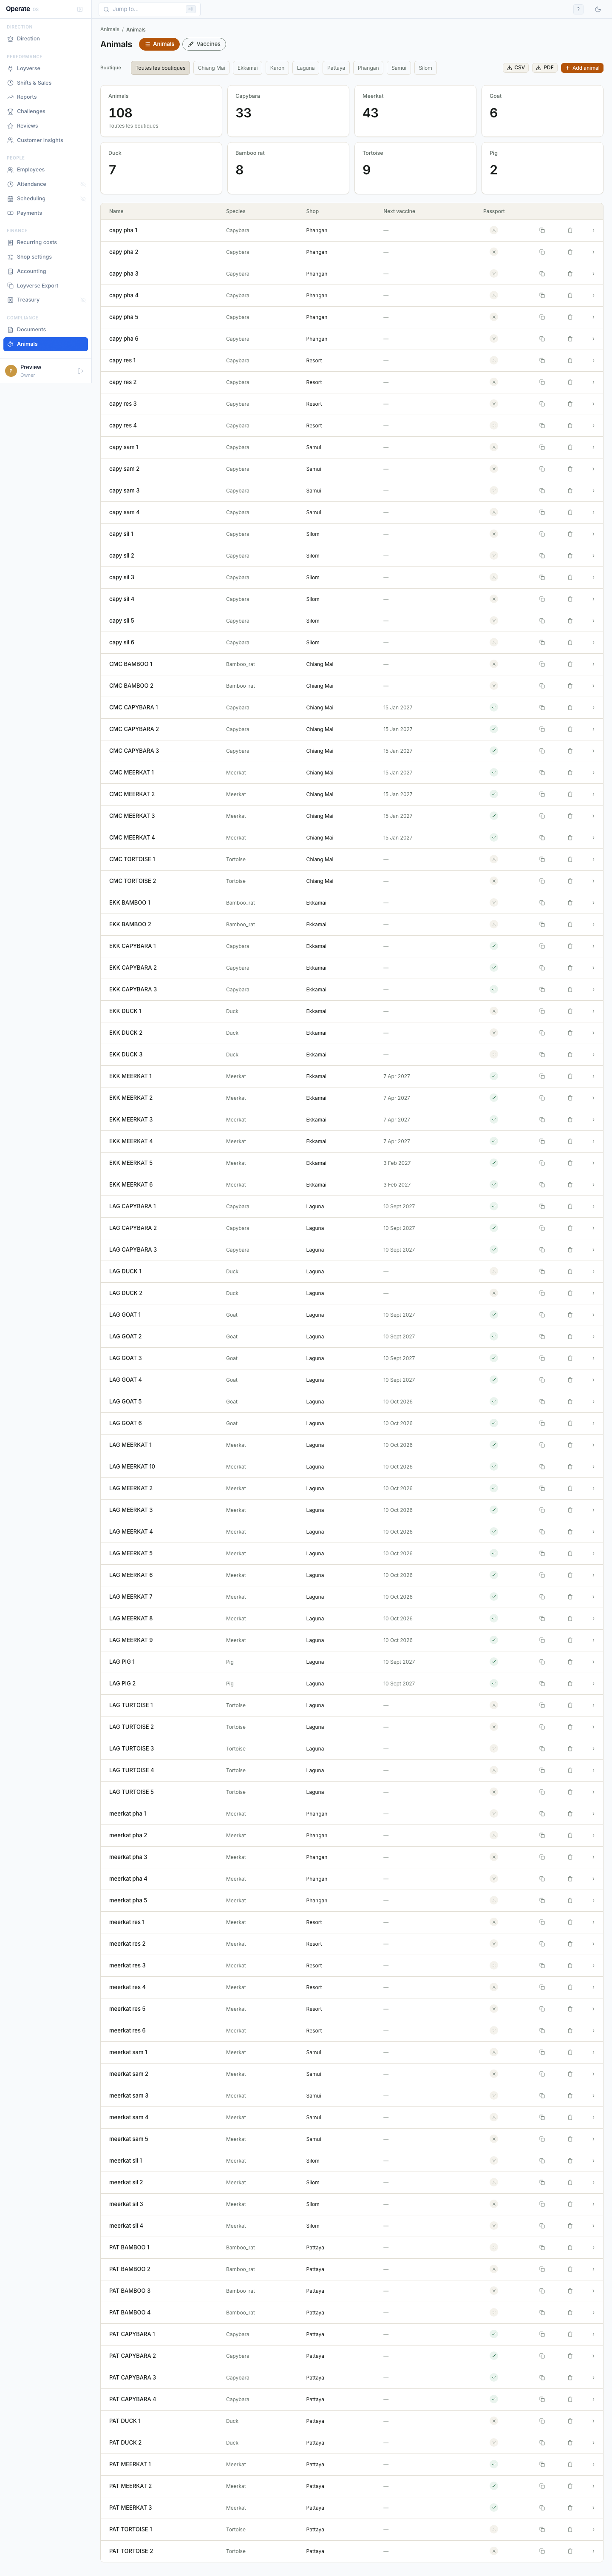 Operate
Jump to...
?
DIRECTION
Direction
PERFORMANCE
Loyverse
Shifts & Sales
Reports
Challenges
Reviews
Customer Insights
PEOPLE
Employees
Attendance
Scheduling
Payments
FINANCE
Recurring costs
Shop settings
Accounting
Loyverse Export
Treasury
COMPLIANCE
Documents
Animals
P
Preview
Owner
Animals / Animals
Animals Animals Vaccines
Boutique Toutes les boutiques Chiang Mai Ekkamai Karon Laguna Pattaya Phangan Samui Silom CSV PDF + Add animal
Animals
108
Toutes les boutiques
Capybara
33
Meerkat
43
Goat
6
Duck
7
Bamboo rat
8
Tortoise
9
Pig
2
Name Species Shop Next vaccine Passport
capy pha 1 Capybara Phangan —
capy pha 2 Capybara Phangan —
capy pha 3 Capybara Phangan —
capy pha 4 Capybara Phangan —
capy pha 5 Capybara Phangan —
capy pha 6 Capybara Phangan —
capy res 1 Capybara Resort —
capy res 2 Capybara Resort —
capy res 3 Capybara Resort —
capy res 4 Capybara Resort —
capy sam 1 Capybara Samui —
capy sam 2 Capybara Samui —
capy sam 3 Capybara Samui —
capy sam 4 Capybara Samui —
capy sil 1 Capybara Silom —
capy sil 2 Capybara Silom —
capy sil 3 Capybara Silom —
capy sil 4 Capybara Silom —
capy sil 5 Capybara Silom —
capy sil 6 Capybara Silom —
CMC BAMBOO 1 Bamboo_rat Chiang Mai —
CMC BAMBOO 2 Bamboo_rat Chiang Mai —
CMC CAPYBARA 1 Capybara Chiang Mai 15 Jan 2027
CMC CAPYBARA 2 Capybara Chiang Mai 15 Jan 2027
CMC CAPYBARA 3 Capybara Chiang Mai 15 Jan 2027
CMC MEERKAT 1 Meerkat Chiang Mai 15 Jan 2027
CMC MEERKAT 2 Meerkat Chiang Mai 15 Jan 2027
CMC MEERKAT 3 Meerkat Chiang Mai 15 Jan 2027
CMC MEERKAT 4 Meerkat Chiang Mai 15 Jan 2027
CMC TORTOISE 1 Tortoise Chiang Mai —
CMC TORTOISE 2 Tortoise Chiang Mai —
EKK BAMBOO 1 Bamboo_rat Ekkamai —
EKK BAMBOO 2 Bamboo_rat Ekkamai —
EKK CAPYBARA 1 Capybara Ekkamai —
EKK CAPYBARA 2 Capybara Ekkamai —
EKK CAPYBARA 3 Capybara Ekkamai —
EKK DUCK 1 Duck Ekkamai —
EKK DUCK 2 Duck Ekkamai —
EKK DUCK 3 Duck Ekkamai —
EKK MEERKAT 1 Meerkat Ekkamai 7 Apr 2027
EKK MEERKAT 2 Meerkat Ekkamai 7 Apr 2027
EKK MEERKAT 3 Meerkat Ekkamai 7 Apr 2027
EKK MEERKAT 4 Meerkat Ekkamai 7 Apr 2027
EKK MEERKAT 5 Meerkat Ekkamai 3 Feb 2027
EKK MEERKAT 6 Meerkat Ekkamai 3 Feb 2027
LAG CAPYBARA 1 Capybara Laguna 10 Sept 2027
LAG CAPYBARA 2 Capybara Laguna 10 Sept 2027
LAG CAPYBARA 3 Capybara Laguna 10 Sept 2027
LAG DUCK 1 Duck Laguna —
LAG DUCK 2 Duck Laguna —
LAG GOAT 1 Goat Laguna 10 Sept 2027
LAG GOAT 2 Goat Laguna 10 Sept 2027
LAG GOAT 3 Goat Laguna 10 Sept 2027
LAG GOAT 4 Goat Laguna 10 Sept 2027
LAG GOAT 5 Goat Laguna 10 Oct 2026
LAG GOAT 6 Goat Laguna 10 Oct 2026
LAG MEERKAT 1 Meerkat Laguna 10 Oct 2026
LAG MEERKAT 10 Meerkat Laguna 10 Oct 2026
LAG MEERKAT 2 Meerkat Laguna 10 Oct 2026
LAG MEERKAT 3 Meerkat Laguna 10 Oct 2026
LAG MEERKAT 4 Meerkat Laguna 10 Oct 2026
LAG MEERKAT 5 Meerkat Laguna 10 Oct 2026
LAG MEERKAT 6 Meerkat Laguna 10 Oct 2026
LAG MEERKAT 7 Meerkat Laguna 10 Oct 2026
LAG MEERKAT 8 Meerkat Laguna 10 Oct 2026
LAG MEERKAT 9 Meerkat Laguna 10 Oct 2026
LAG PIG 1 Pig Laguna 10 Sept 2027
LAG PIG 2 Pig Laguna 10 Sept 2027
LAG TURTOISE 1 Tortoise Laguna —
LAG TURTOISE 2 Tortoise Laguna —
LAG TURTOISE 3 Tortoise Laguna —
LAG TURTOISE 4 Tortoise Laguna —
LAG TURTOISE 5 Tortoise Laguna —
meerkat pha 1 Meerkat Phangan —
meerkat pha 2 Meerkat Phangan —
meerkat pha 3 Meerkat Phangan —
meerkat pha 4 Meerkat Phangan —
meerkat pha 5 Meerkat Phangan —
meerkat res 1 Meerkat Resort —
meerkat res 2 Meerkat Resort —
meerkat res 3 Meerkat Resort —
meerkat res 4 Meerkat Resort —
meerkat res 5 Meerkat Resort —
meerkat res 6 Meerkat Resort —
meerkat sam 1 Meerkat Samui —
meerkat sam 2 Meerkat Samui —
meerkat sam 3 Meerkat Samui —
meerkat sam 4 Meerkat Samui —
meerkat sam 5 Meerkat Samui —
meerkat sil 1 Meerkat Silom —
meerkat sil 2 Meerkat Silom —
meerkat sil 3 Meerkat Silom —
meerkat sil 4 Meerkat Silom —
PAT BAMBOO 1 Bamboo_rat Pattaya —
PAT BAMBOO 2 Bamboo_rat Pattaya —
PAT BAMBOO 3 Bamboo_rat Pattaya —
PAT BAMBOO 4 Bamboo_rat Pattaya —
PAT CAPYBARA 1 Capybara Pattaya —
PAT CAPYBARA 2 Capybara Pattaya —
PAT CAPYBARA 3 Capybara Pattaya —
PAT CAPYBARA 4 Capybara Pattaya —
PAT DUCK 1 Duck Pattaya —
PAT DUCK 2 Duck Pattaya —
PAT MEERKAT 1 Meerkat Pattaya —
PAT MEERKAT 2 Meerkat Pattaya —
PAT MEERKAT 3 Meerkat Pattaya —
PAT TORTOISE 1 Tortoise Pattaya —
PAT TORTOISE 2 Tortoise Pattaya —